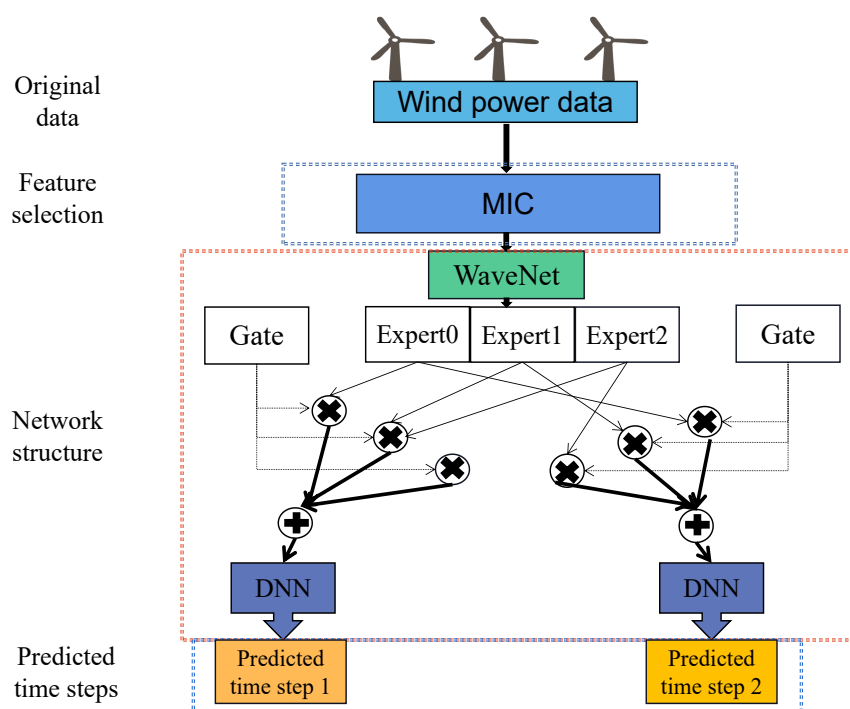 Original
data
Wind power data
Feature
selection
MIC
WaveNet
Gate
Expert0
Expert1
Expert2
Gate
Network
structure
DNN
DNN
Predicted
time steps
Predicted
time step 1
Predicted
time step 2